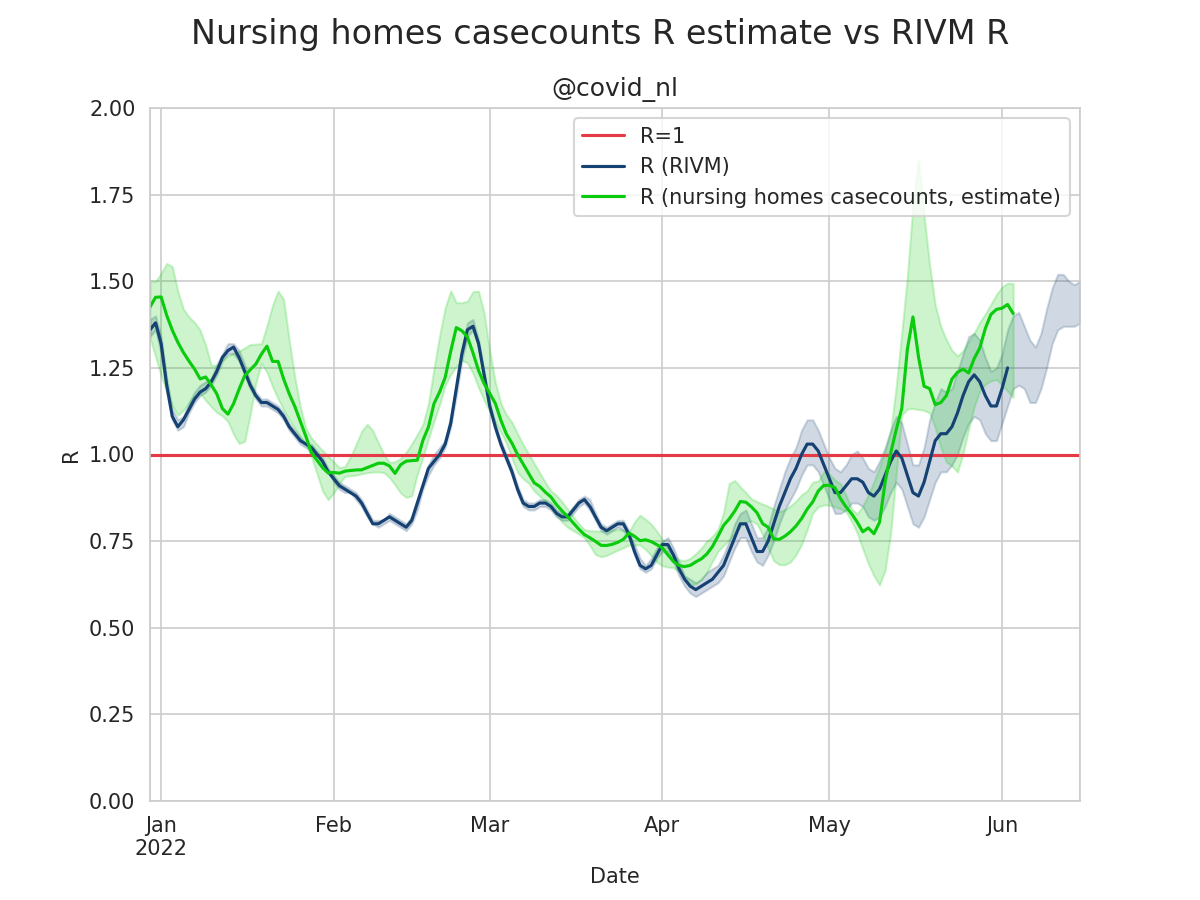 Nursing homes casecounts R estimate vs RIVM R
@covid_nl
R=1
R (RIVM)
R (nursing homes casecounts, estimate)
2.00
1.75
1.50
1.25
1.00
0.75
0.50
0.25
0.00
R
Jan Feb Mar Apr May Jun
2022
Date